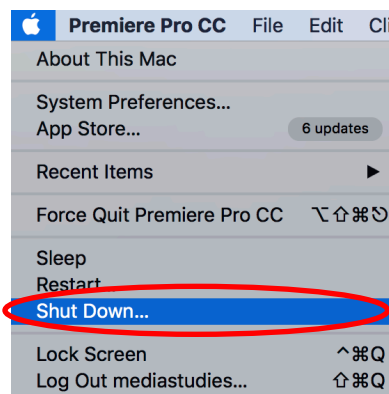 Premiere Pro CC File Edit Cli
About This Mac
System Preferences...
App Store... 6 updates
Recent Items ▶
Force Quit Premiere Pro CC ⌥⇧⌘⎋
Sleep
Restart...
Shut Down...
Lock Screen ^⌘Q
Log Out mediastudies... ⇧⌘Q